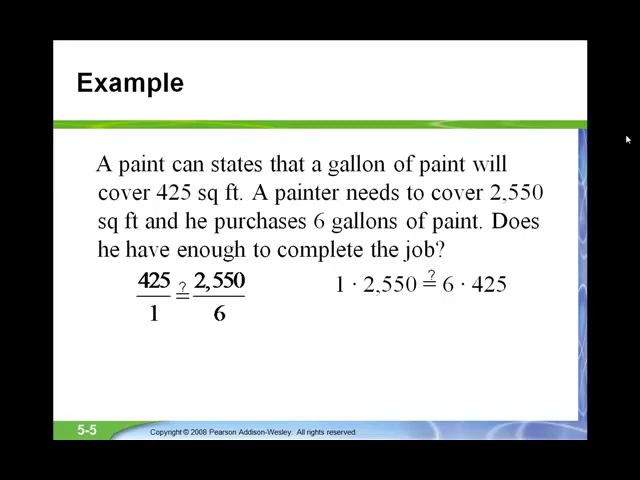 Example
A paint can states that a gallon of paint will
cover 425 sq ft. A painter needs to cover 2,550
sq ft and he purchases 6 gallons of paint. Does
he have enough to complete the job?
425/1 ≟ 2,550/6
1 · 2,550 ≟ 6 · 425
5-5
Copyright © 2008 Pearson Addison-Wesley. All rights reserved.